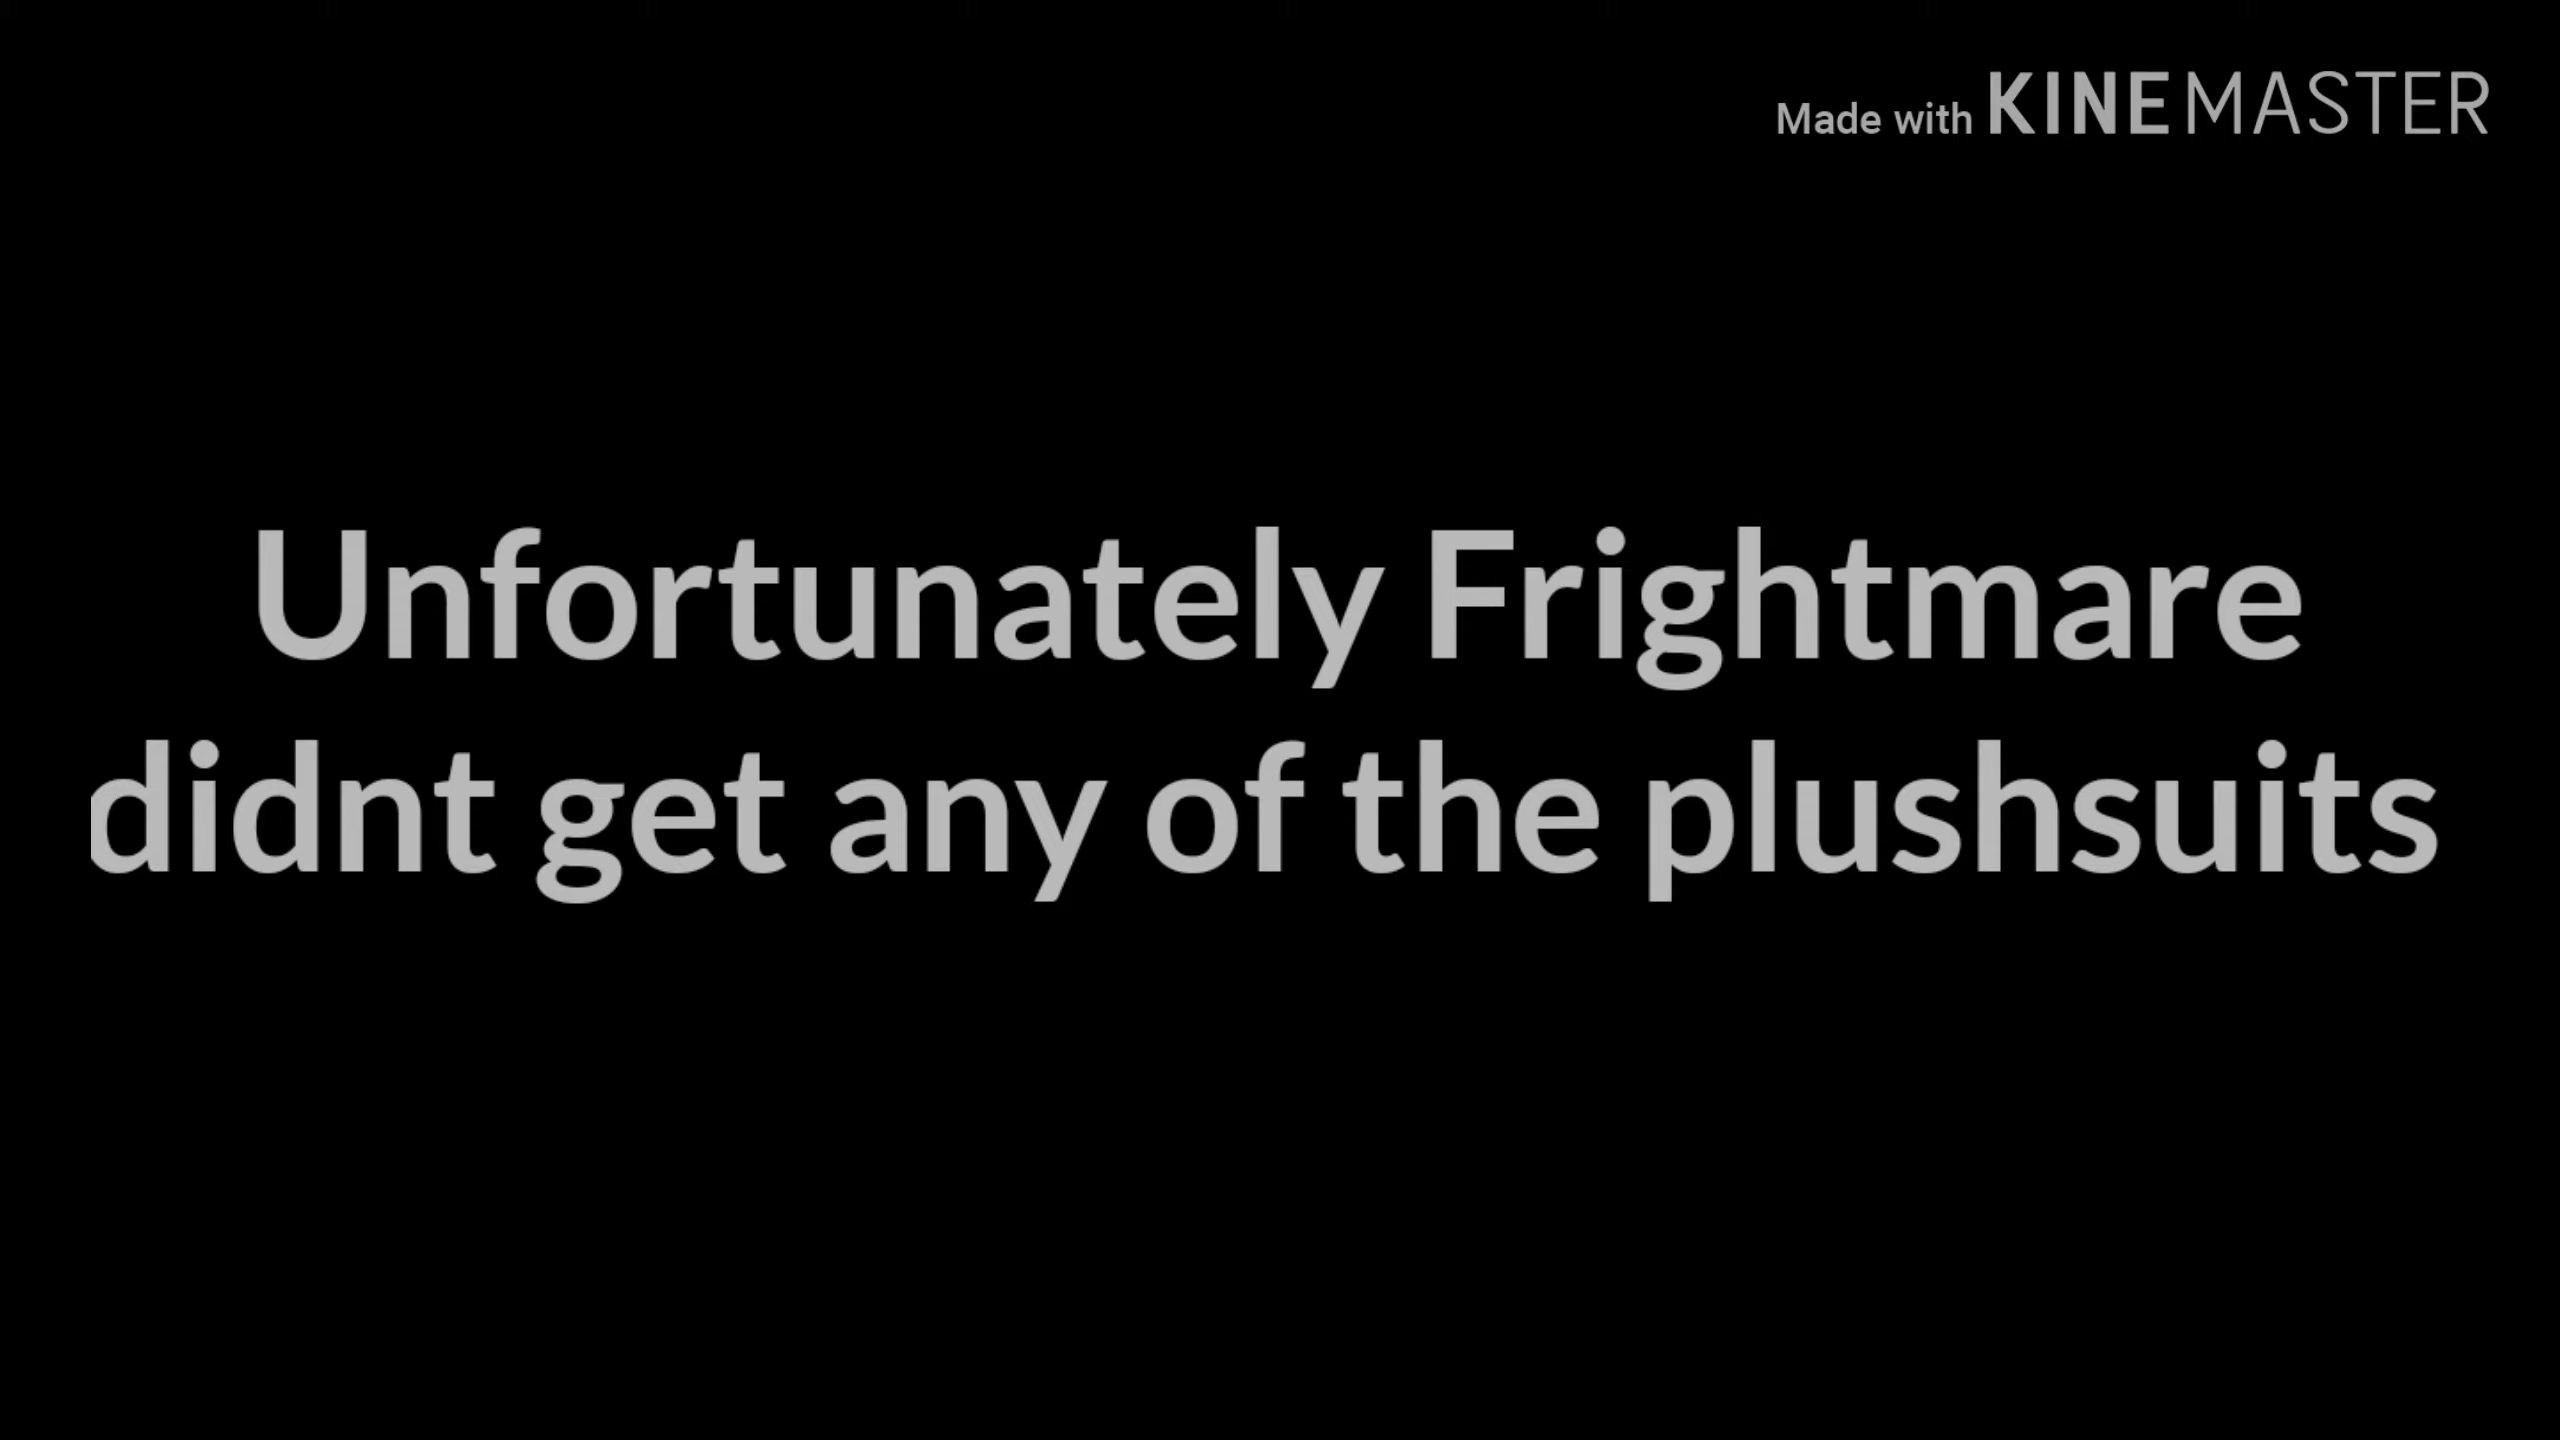 Made with KINEMASTER
Unfortunately Frightmare
didnt get any of the plushsuits